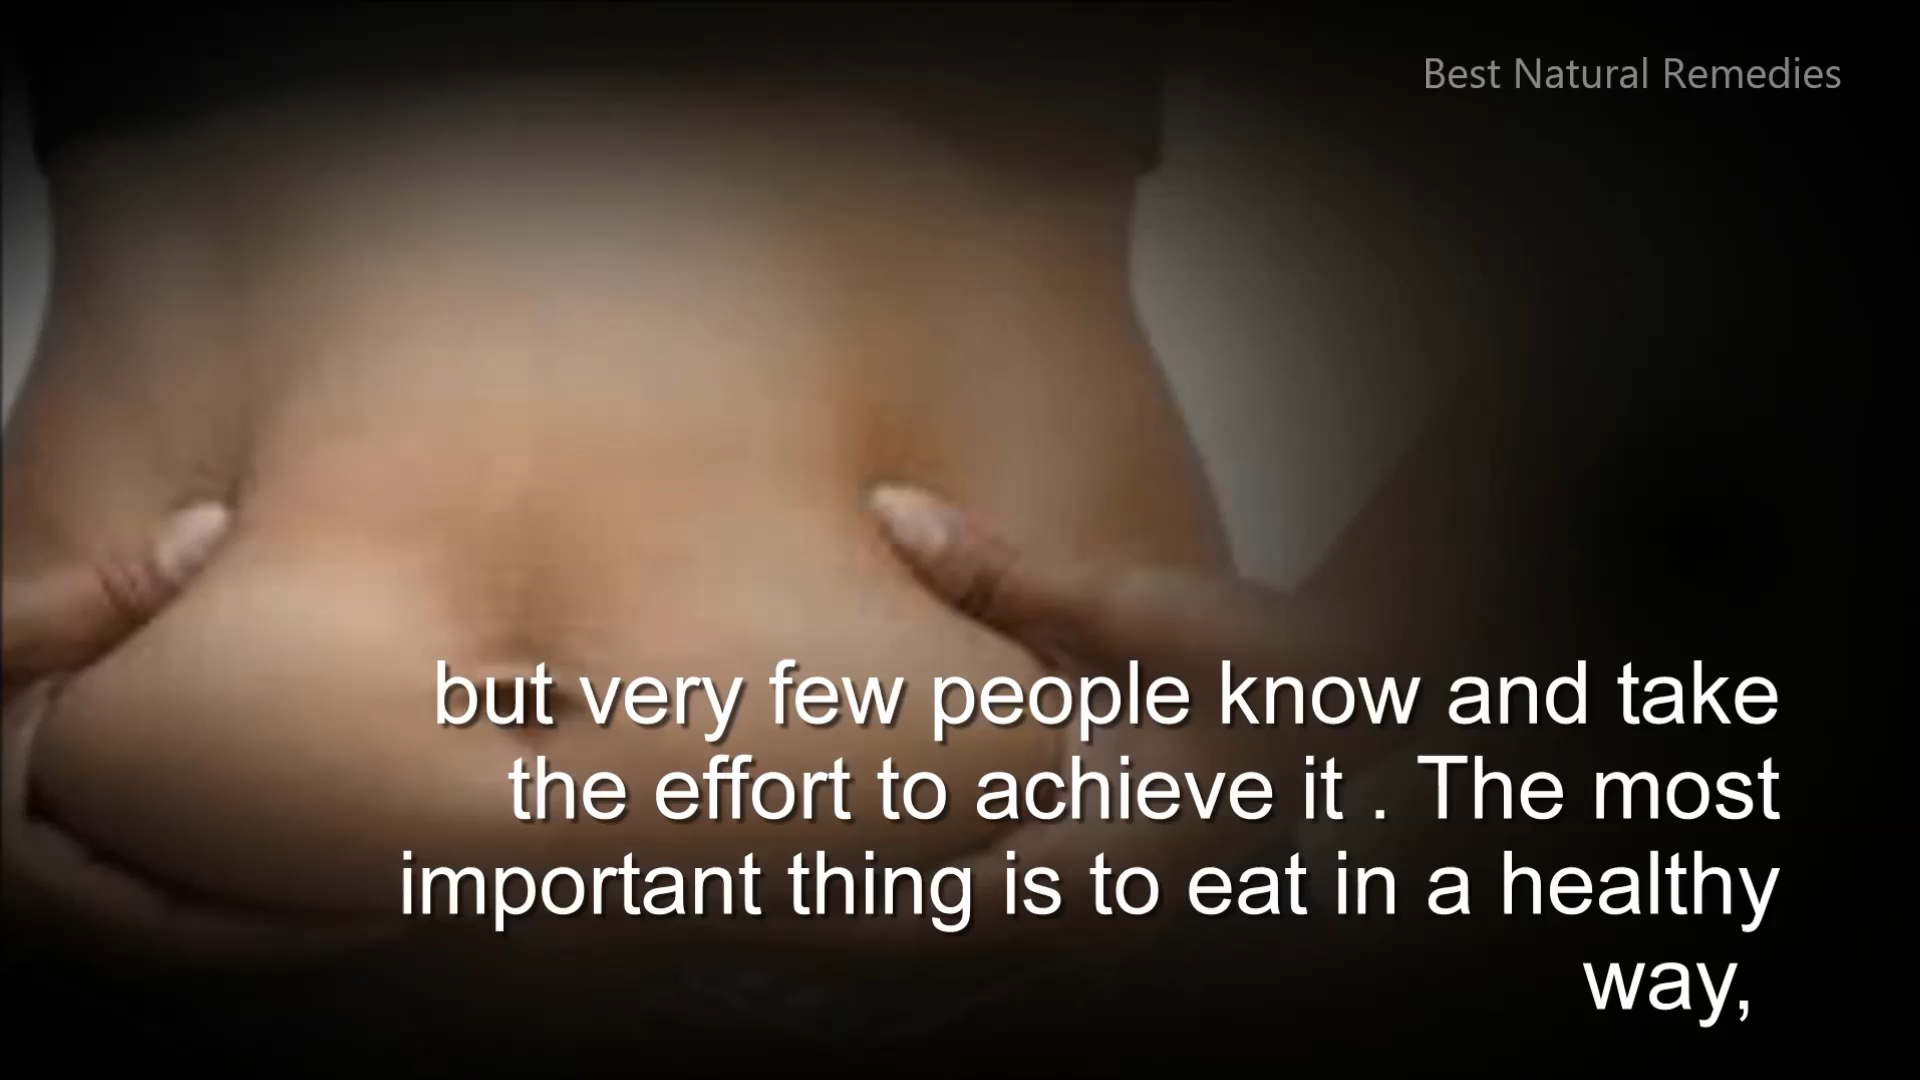 Best Natural Remedies
but very few people know and take
the effort to achieve it . The most
important thing is to eat in a healthy
way,